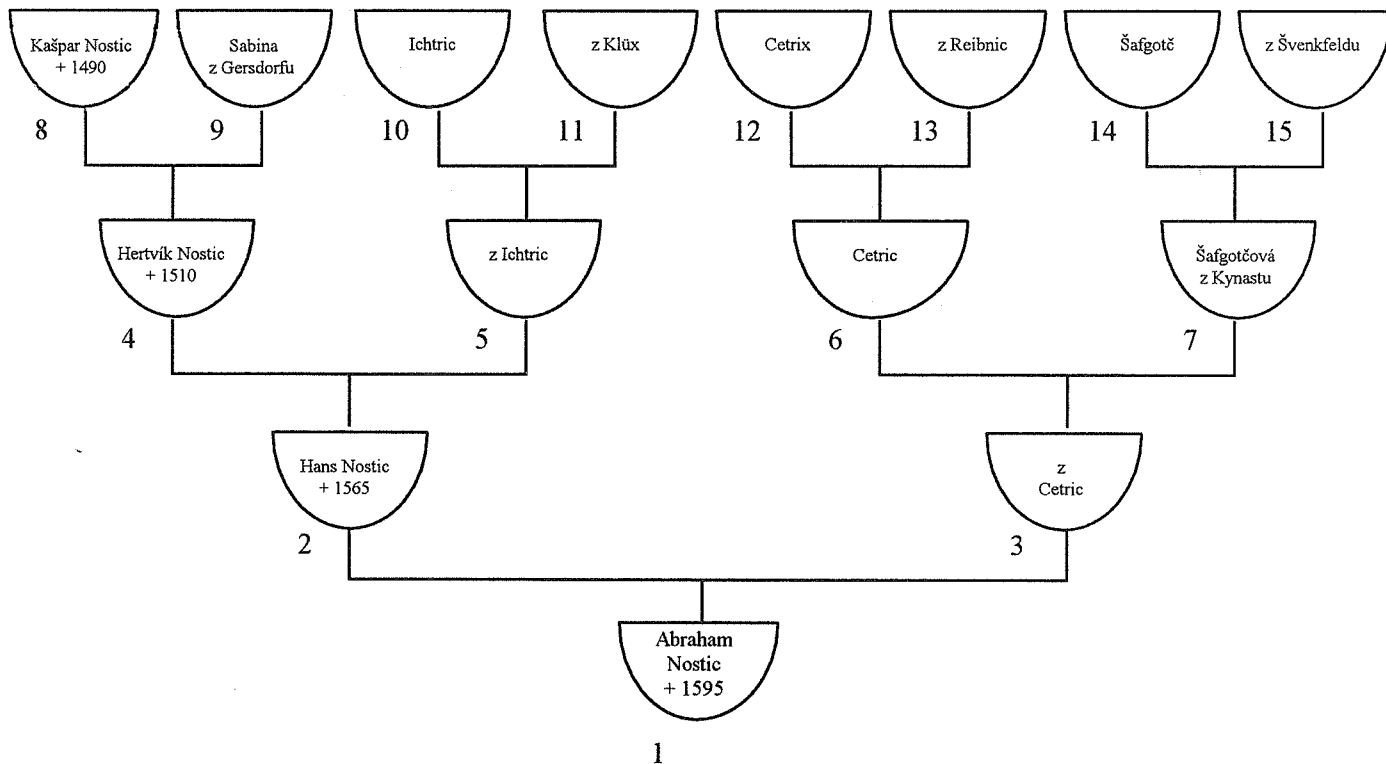 Kašpar Nostic
+ 1490
Sabina
z Gersdorfu
Ichtric
z Klüx
Cetrix
z Reibnic
Šafgotč
z Švenkfeldu
8
9
10
11
12
13
14
15
Hertvík Nostic
+ 1510
z Ichtric
Cetric
Šafgotčová
z Kynastu
4
5
6
7
Hans Nostic
+ 1565
z
Cetric
2
3
Abraham
Nostic
+ 1595
1